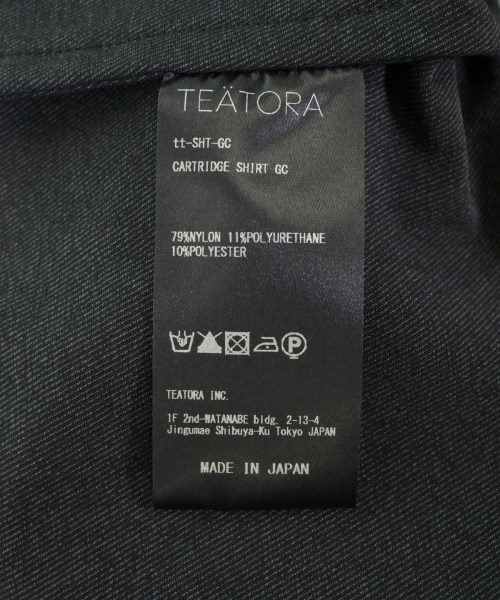 TEÄTORA
tt-SHT-GC
CARTRIDGE SHIRT GC
79%NYLON 11%POLYURETHANE
10%POLYESTER
P
TEATORA INC.
1F 2nd-WATANABE bldg. 2-13-4
Jingumae Shibuya-Ku Tokyo JAPAN
MADE IN JAPAN